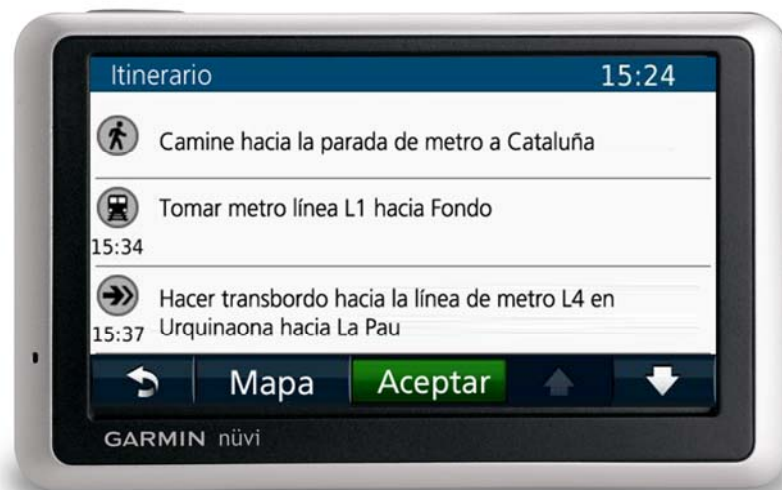 Itinerario 15:24
Camine hacia la parada de metro a Cataluña
Tomar metro línea L1 hacia Fondo
15:34
Hacer transbordo hacia la línea de metro L4 en
15:37 Urquinaona hacia La Pau
Mapa Aceptar
GARMIN nüvi